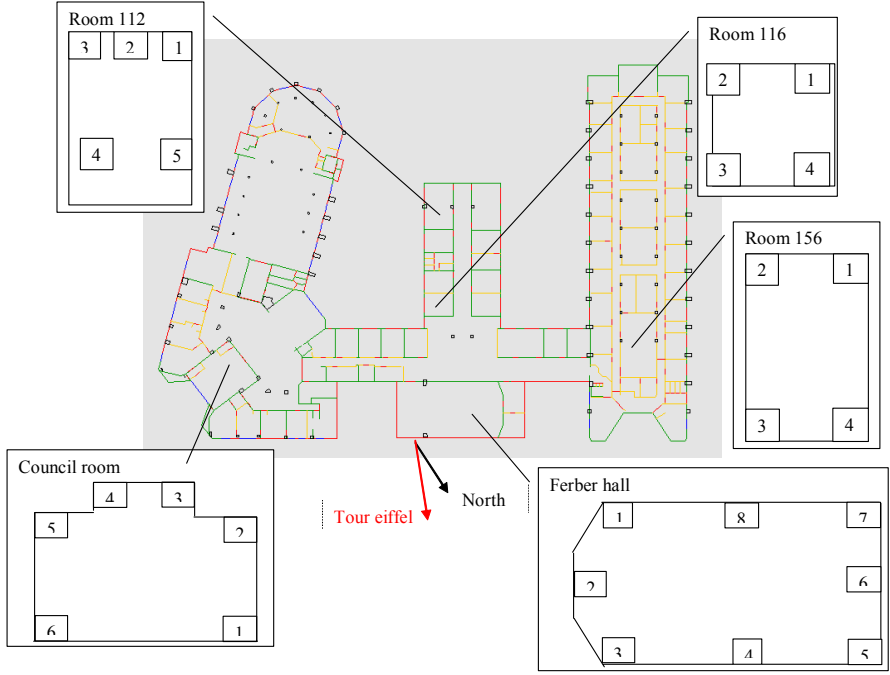 Room 112
3 2 1
4 5
Room 116
2 1
3 4
Room 156
2 1
3 4
Council room
4 3
5 2
6 1
North
Tour eiffel
Ferber hall
1 8 7
2 6
3 4 5